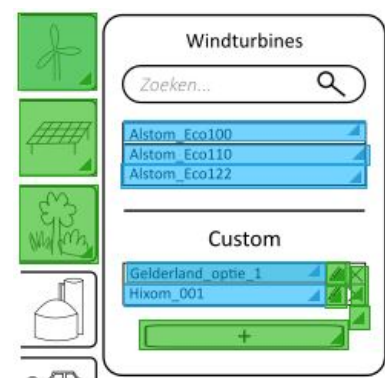 Windturbines
Zoeken...
Alstom_Eco100
Alstom_Eco110
Alstom_Eco122
Custom
Gelderland_optie_1
Hixom_001
+